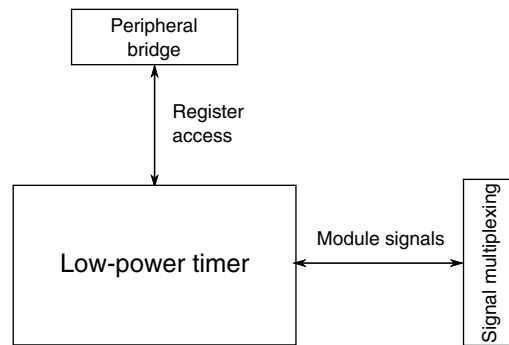 Peripheral
bridge
Register
access
Low-power timer
Module signals
Signal multiplexing